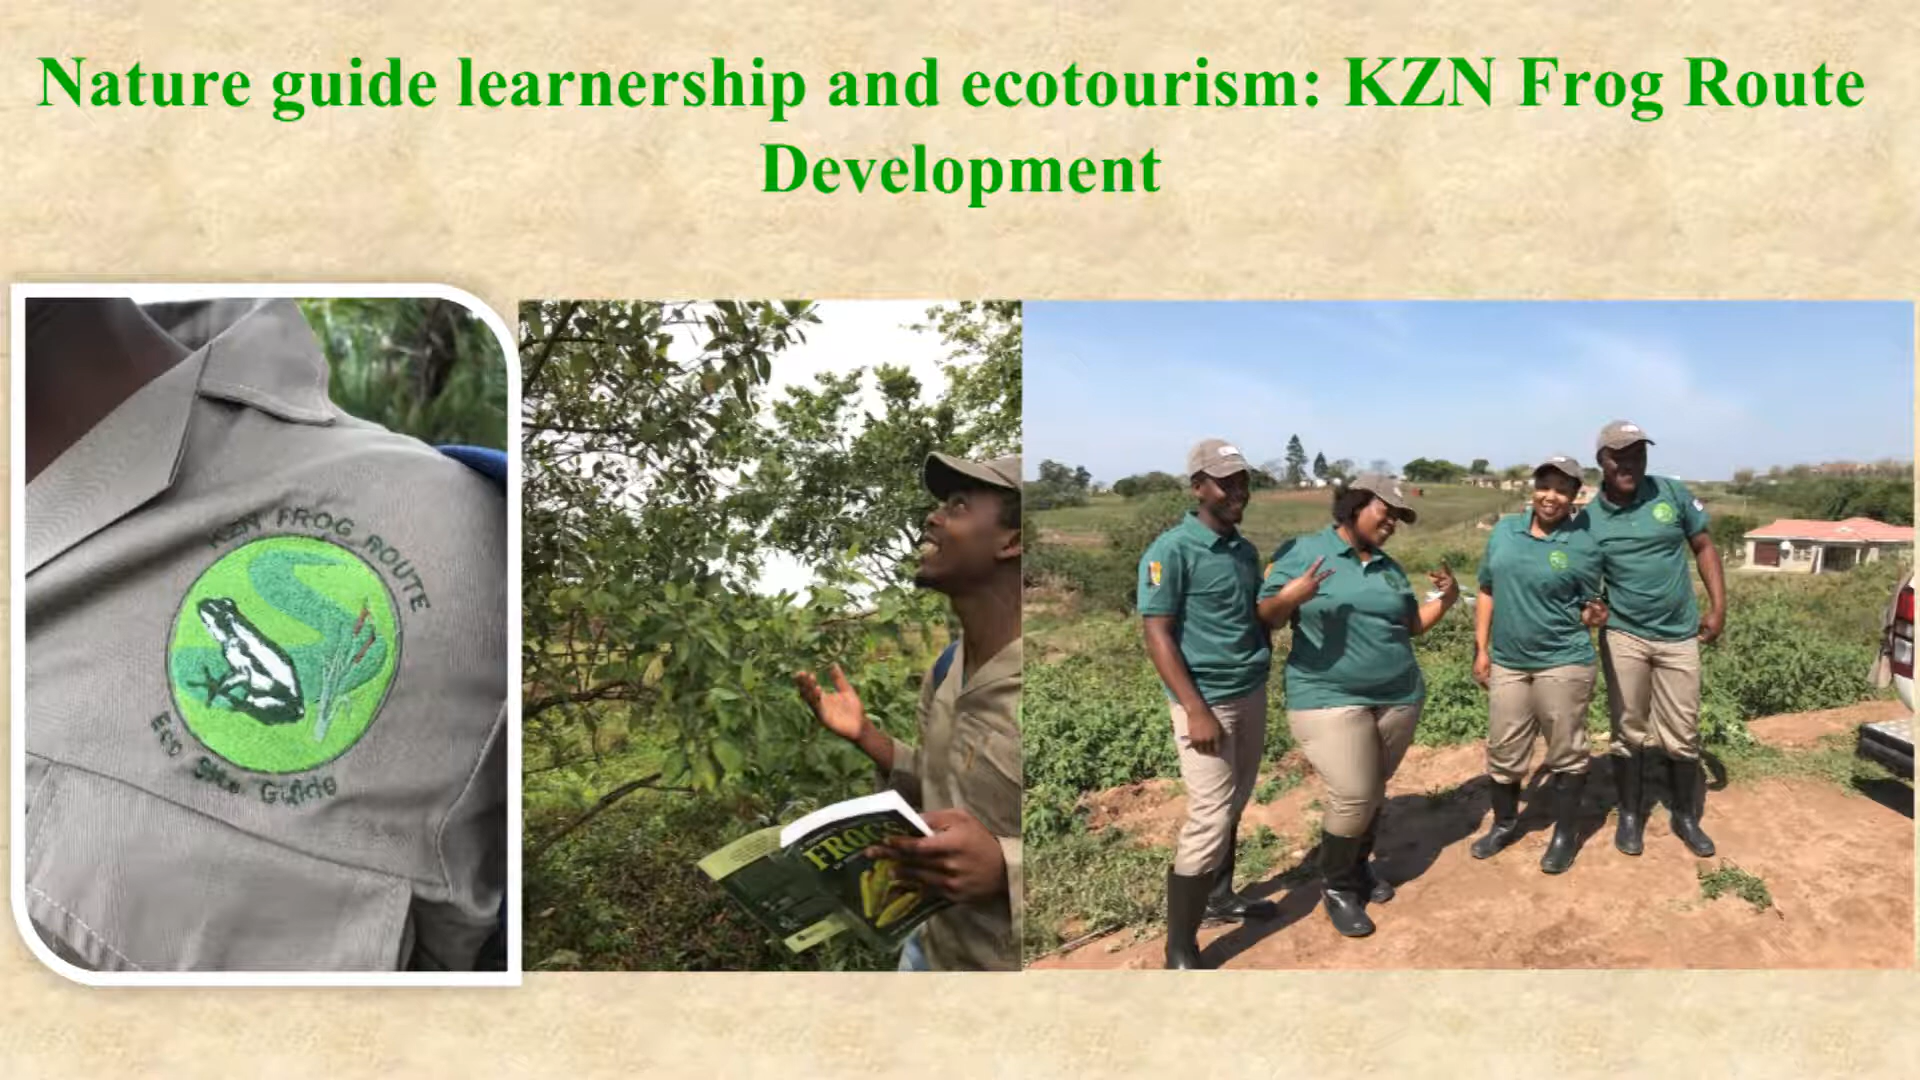 Nature guide learnership and ecotourism: KZN Frog Route
Development
KZN FROG ROUTE
Eco Site Guide
FROGS